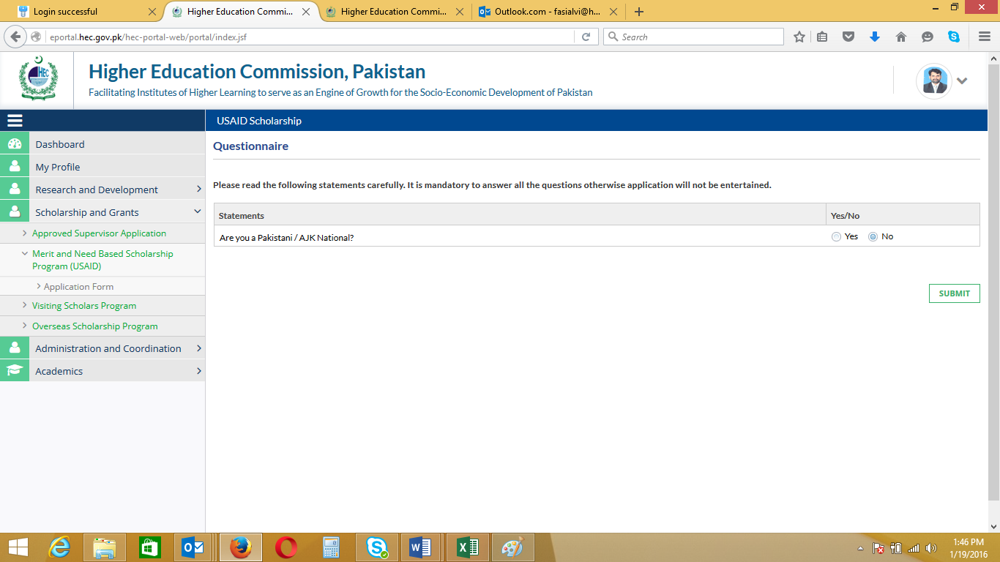 Login successful
Higher Education Commi...
Higher Education Commi...
Outlook.com - fasialvi@h...
eportal.hec.gov.pk/hec-portal-web/portal/index.jsf
Search
HEC
Higher Education Commission, Pakistan
Facilitating Institutes of Higher Learning to serve as an Engine of Growth for the Socio-Economic Development of Pakistan
USAID Scholarship
Dashboard
My Profile
Research and Development
Scholarship and Grants
Approved Supervisor Application
Merit and Need Based Scholarship
Program (USAID)
Application Form
Visiting Scholars Program
Overseas Scholarship Program
Administration and Coordination
Academics
Questionnaire
Please read the following statements carefully. It is mandatory to answer all the questions otherwise application will not be entertained.
Statements Yes/No
Are you a Pakistani / AJK National? Yes No
SUBMIT
1:46 PM
1/19/2016